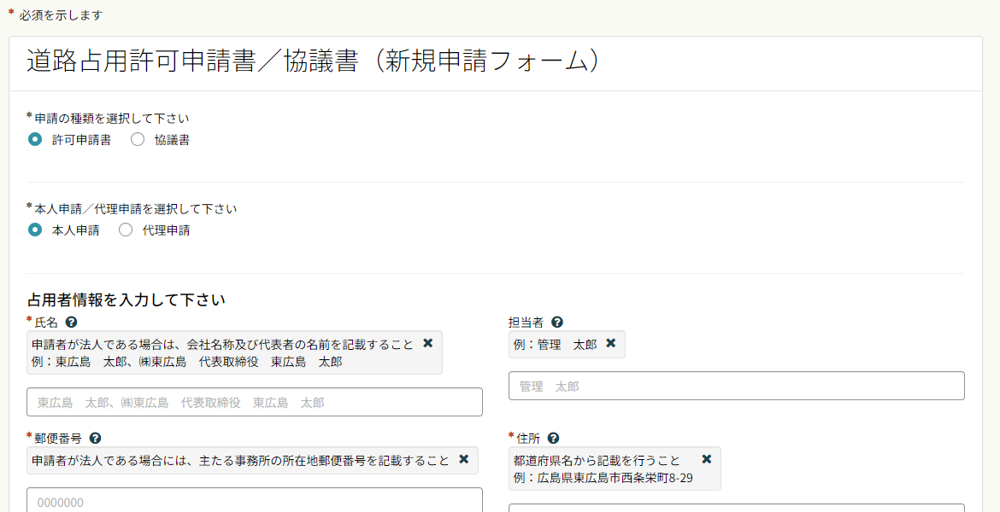 * 必須を示します
道路占用許可申請書／協議書（新規申請フォーム）
*申請の種類を選択して下さい
許可申請書 協議書
*本人申請／代理申請を選択して下さい
本人申請 代理申請
占用者情報を入力して下さい
*氏名 ?
申請者が法人である場合は、会社名称及び代表者の名前を記載すること ×
例：東広島　太郎、㈱東広島　代表取締役　東広島　太郎
東広島　太郎、㈱東広島　代表取締役　東広島　太郎
担当者 ?
例：管理　太郎 ×
管理　太郎
*郵便番号 ?
申請者が法人である場合には、主たる事務所の所在地郵便番号を記載すること ×
0000000
*住所 ?
都道府県名から記載を行うこと ×
例：広島県東広島市西条栄町8-29